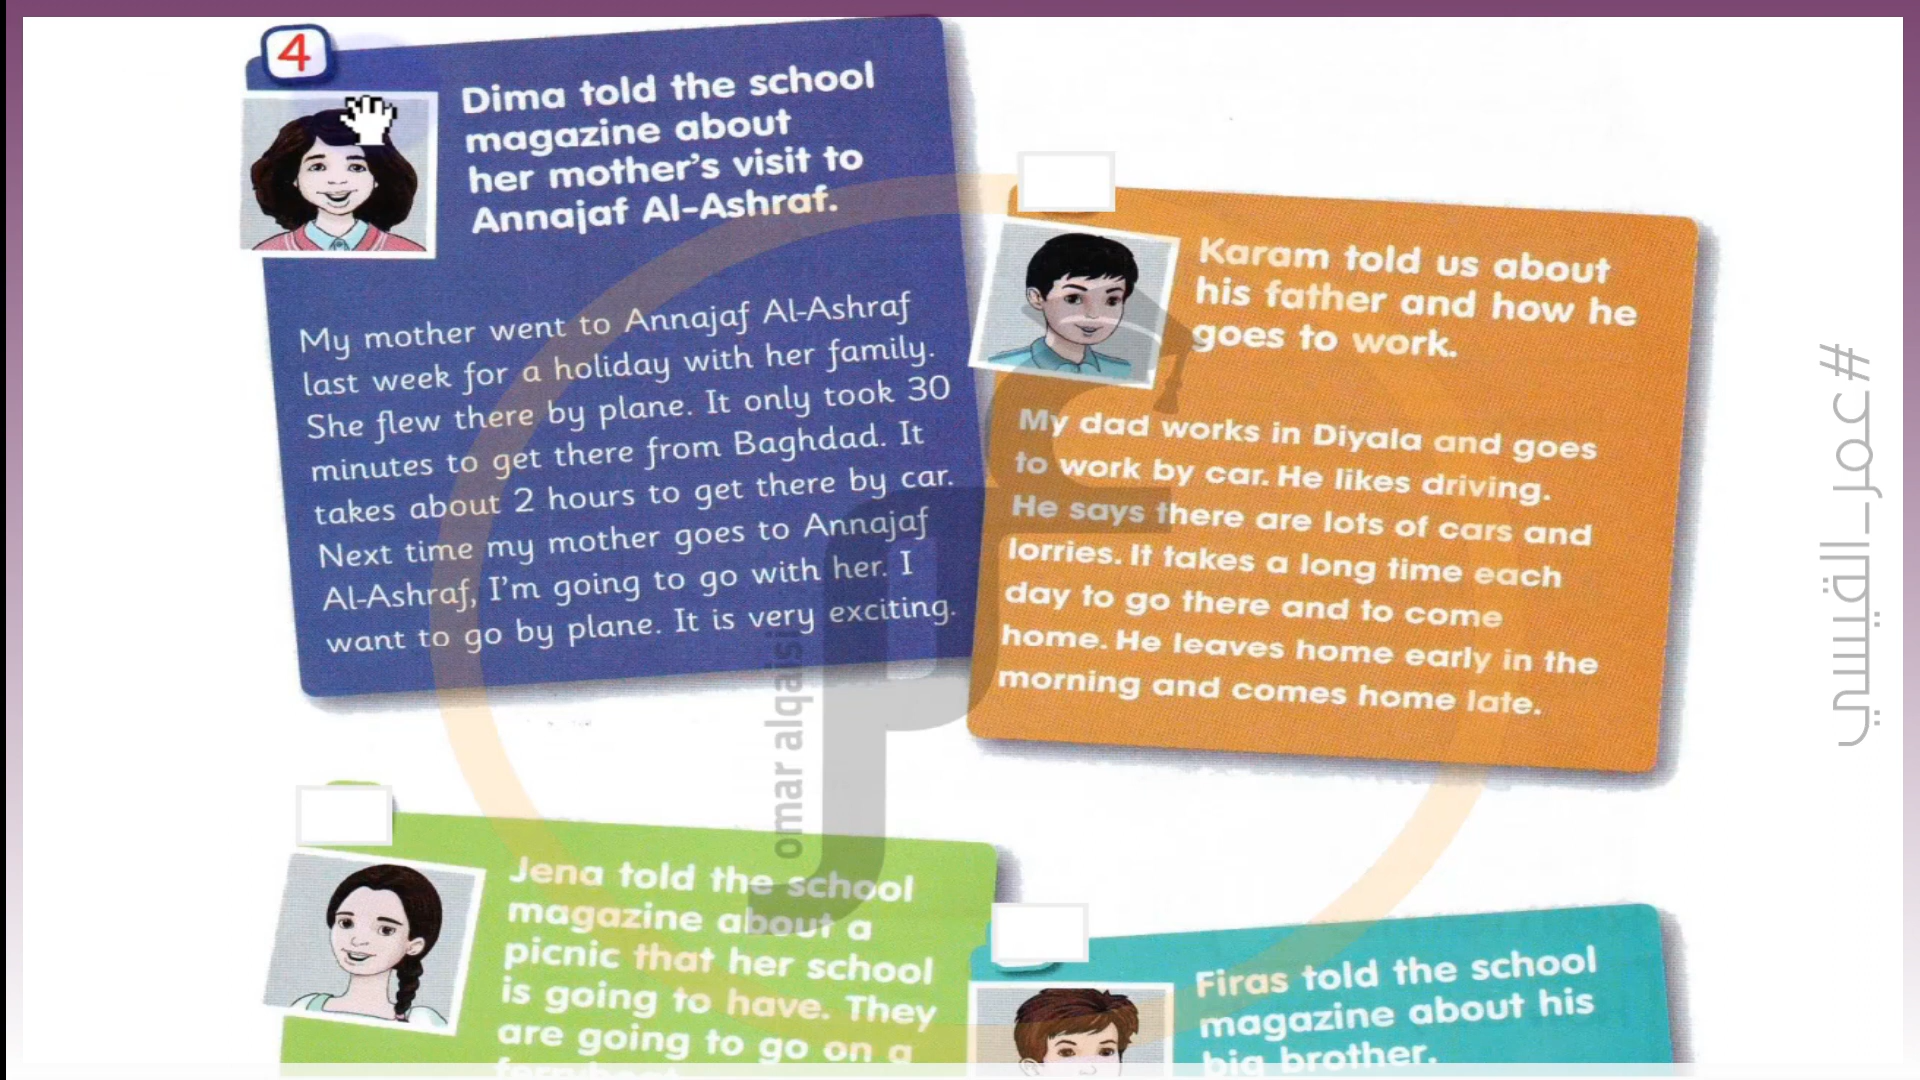 4
Dima told the school
magazine about
her mother's visit to
Annajaf Al-Ashraf.
My mother went to Annajaf Al-Ashraf
last week for a holiday with her family.
She flew there by plane. It only took 30
minutes to get there from Baghdad. It
takes about 2 hours to get there by car.
Next time my mother goes to Annajaf
Al-Ashraf, I'm going to go with her. I
want to go by plane. It is very exciting.
Karam told us about
his father and how he
goes to work.
My dad works in Diyala and goes
to work by car. He likes driving.
He says there are lots of cars and
lorries. It takes a long time each
day to go there and to come
home. He leaves home early in the
morning and comes home late.
Jena told the school
magazine about a
picnic that her school
is going to have. They
are going to go on a
Firas told the school
magazine about his
big brother.
omar alqaisi
#عمر_القيسي